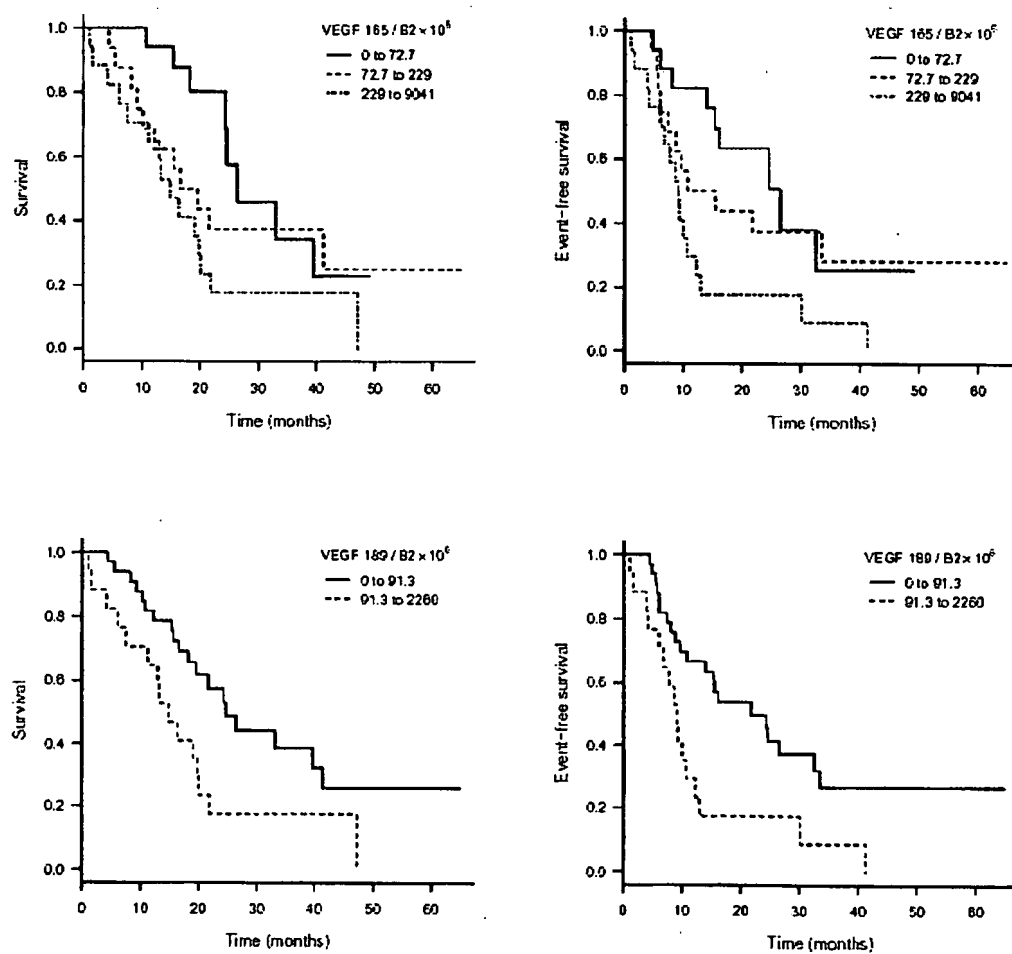 VEGF 165 / B2 × 10⁶
0 to 72.7
72.7 to 229
229 to 9041
Survival
1.0
0.8
0.6
0.4
0.2
0.0
0 10 20 30 40 50 60
Time (months)
VEGF 165 / B2 × 10⁶
0 to 72.7
72.7 to 229
229 to 9041
Event-free survival
1.0
0.8
0.6
0.4
0.2
0.0
0 10 20 30 40 50 60
Time (months)
VEGF 189 / B2 × 10⁶
0 to 91.3
91.3 to 2260
Survival
1.0
0.8
0.6
0.4
0.2
0.0
0 10 20 30 40 50 60
Time (months)
VEGF 189 / B2 × 10⁶
0 to 91.3
91.3 to 2260
Event-free survival
1.0
0.8
0.6
0.4
0.2
0.0
0 10 20 30 40 50 60
Time (months)